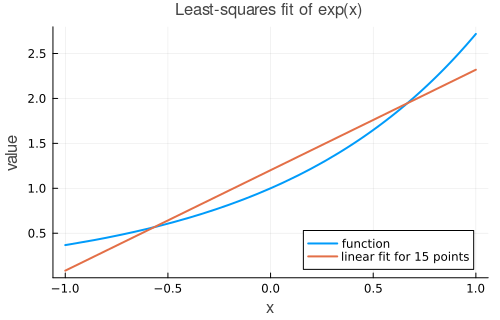 Least-squares fit of exp(x)
value
2.5
2.0
1.5
1.0
0.5
−1.0 −0.5 0.0 0.5 1.0
x
function
linear fit for 15 points